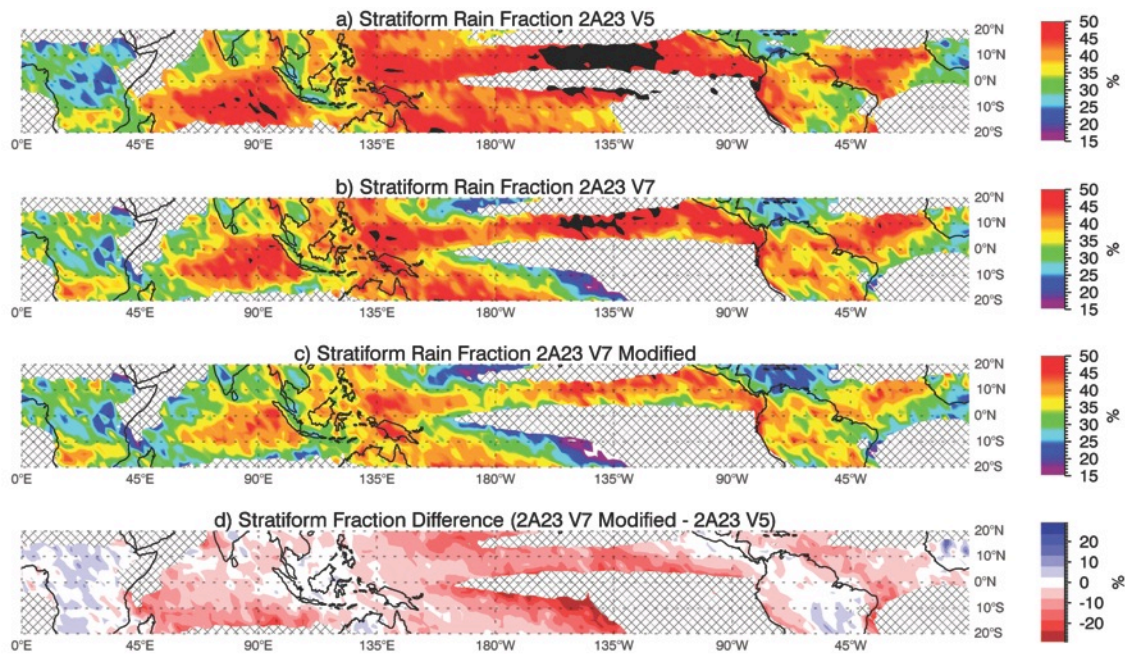 a) Stratiform Rain Fraction 2A23 V5
20°N
10°N
0°N
10°S
20°S
0°E 45°E 90°E 135°E 180°W 135°W 90°W 45°W
50
45
40
35
30
25
20
15
%
b) Stratiform Rain Fraction 2A23 V7
20°N
10°N
0°N
10°S
20°S
0°E 45°E 90°E 135°E 180°W 135°W 90°W 45°W
50
45
40
35
30
25
20
15
%
c) Stratiform Rain Fraction 2A23 V7 Modified
20°N
10°N
0°N
10°S
20°S
0°E 45°E 90°E 135°E 180°W 135°W 90°W 45°W
50
45
40
35
30
25
20
15
%
d) Stratiform Fraction Difference (2A23 V7 Modified - 2A23 V5)
20°N
10°N
0°N
10°S
20°S
0°E 45°E 90°E 135°E 180°W 135°W 90°W 45°W
20
10
0
-10
-20
%